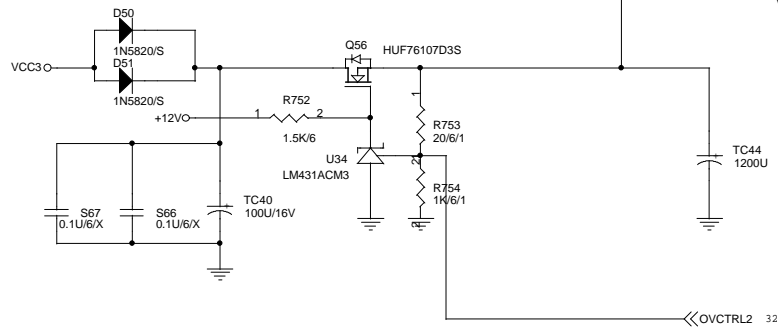 D50
1N5820/S
VCC3
D51
1N5820/S
Q56
HUF76107D3S
R752
+12V
1
2
1.5K/6
1
R753
20/6/1
U34
LM431ACM3
2
1
R754
1K/6/1
2
TC44
1200U
S67
0.1U/6/X
S66
0.1U/6/X
TC40
100U/16V
OVCTRL2 32